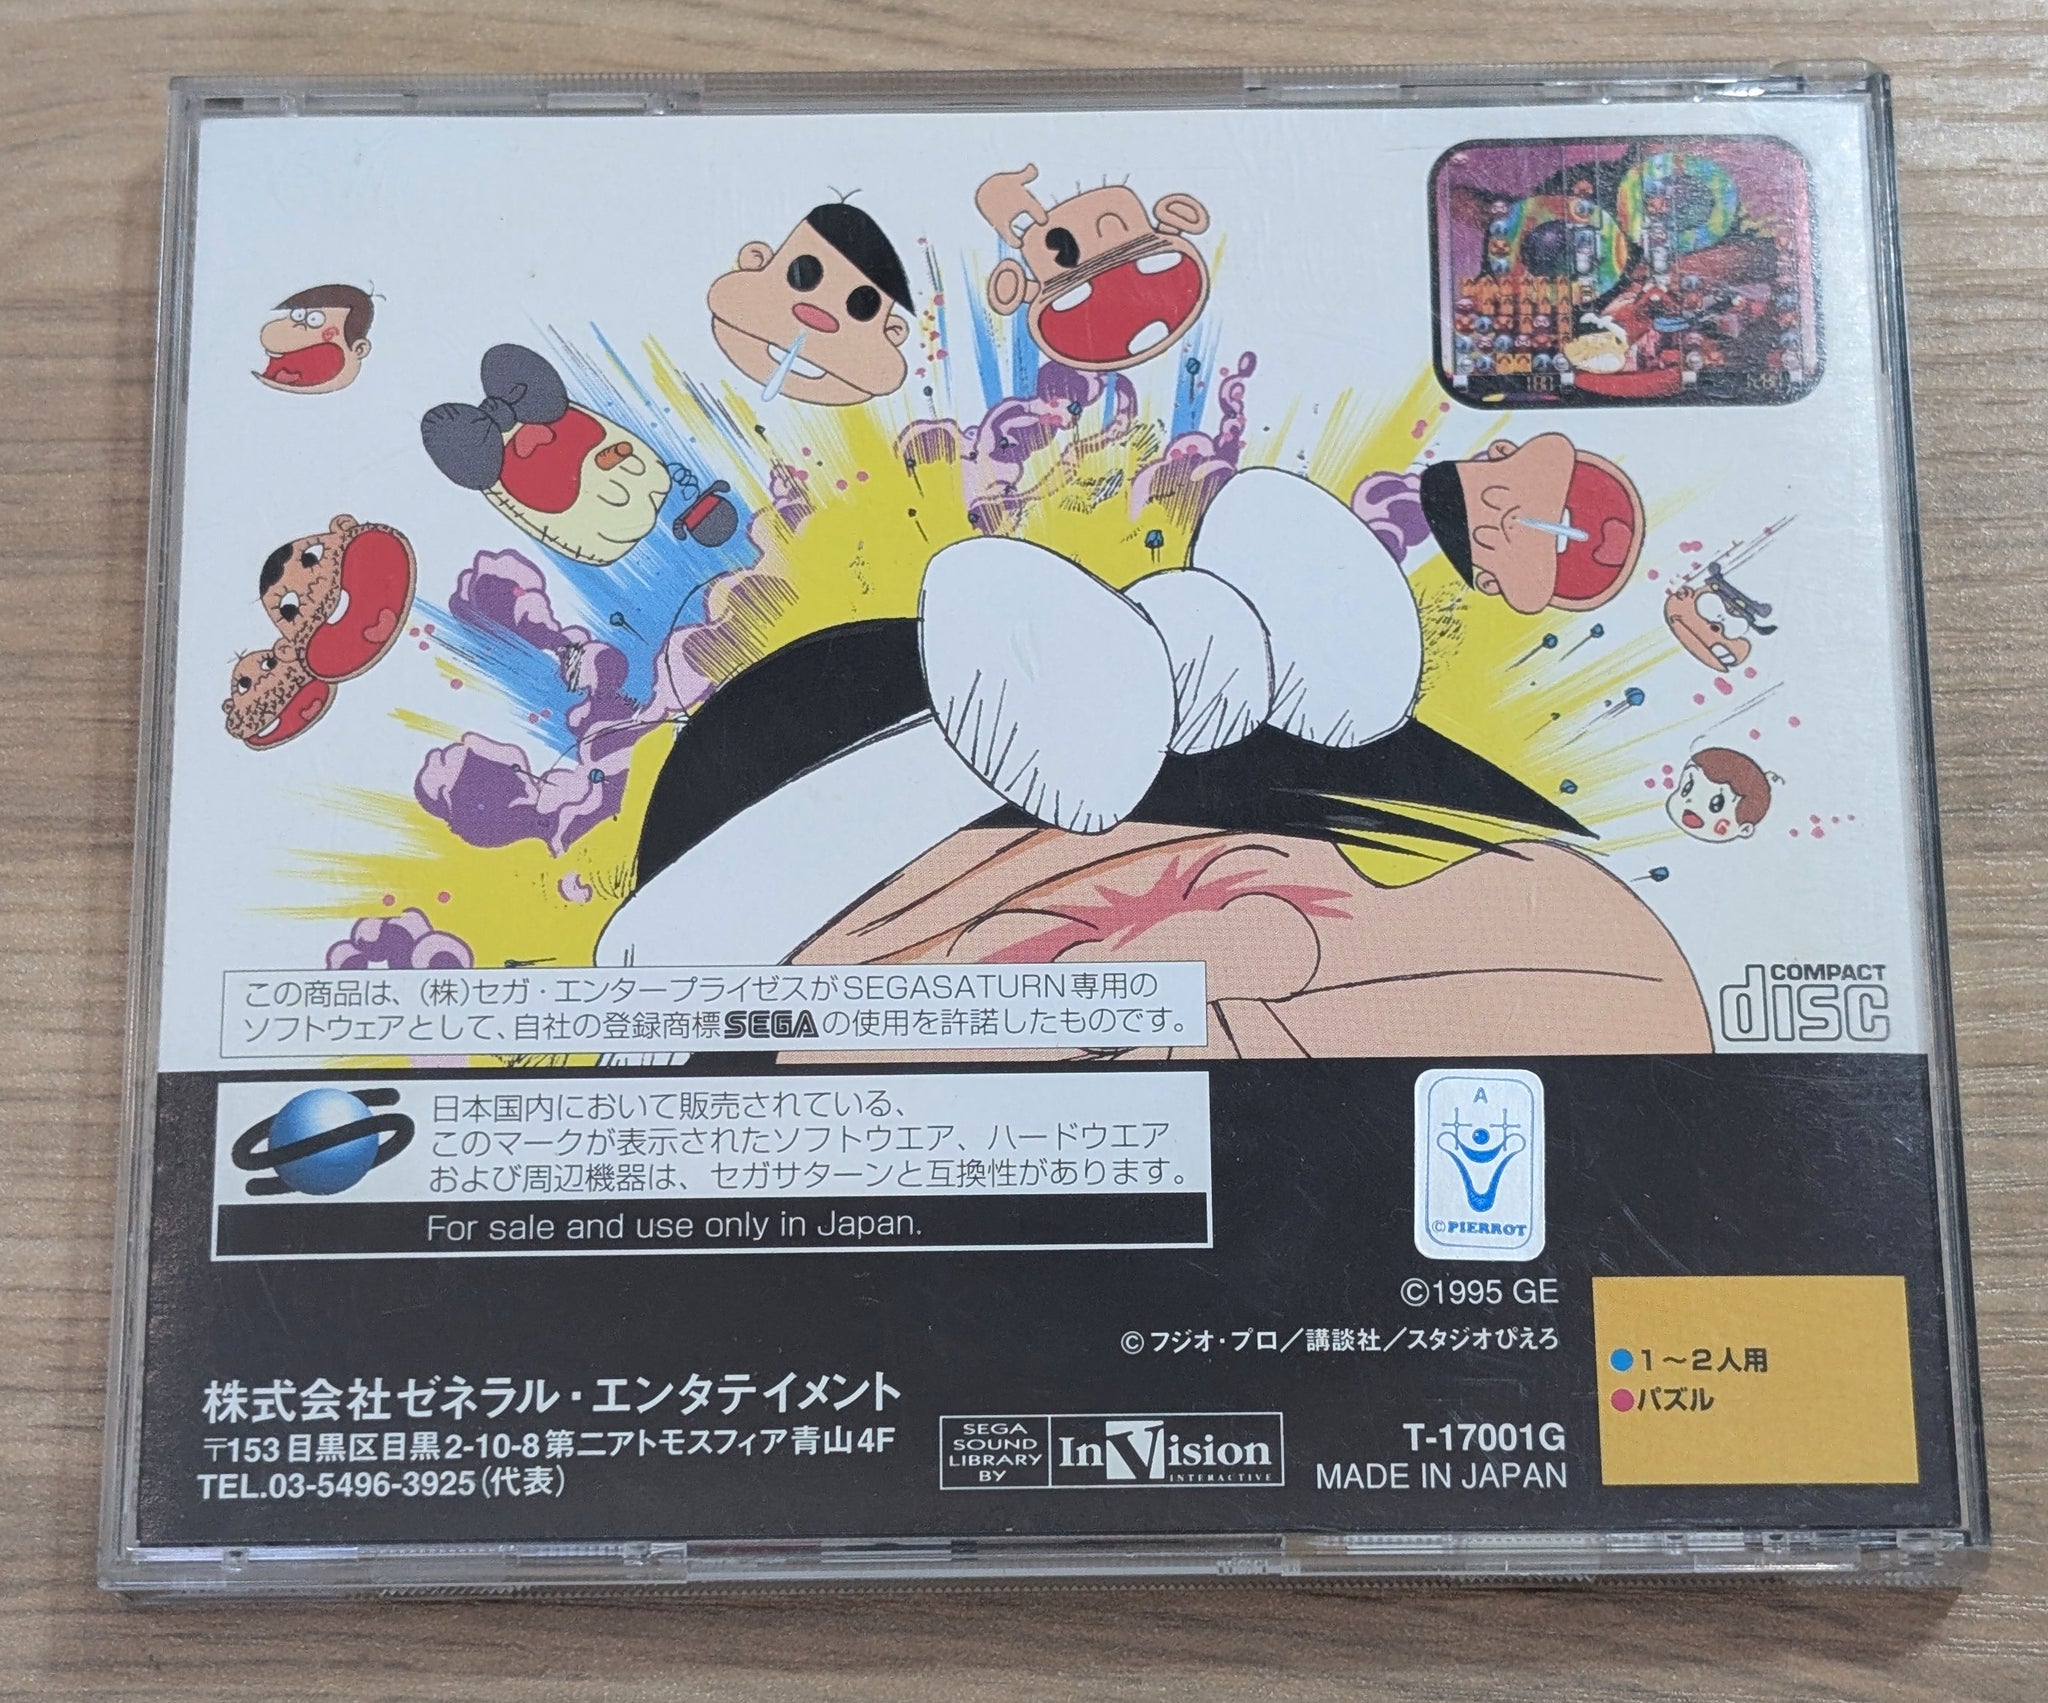 この商品は、(株)セガ・エンタープライゼスがSEGASATURN専用の
ソフトウェアとして、自社の登録商標SEGAの使用を許諾したものです。
COMPACT
disc
日本国内において販売されている、
このマークが表示されたソフトウエア、ハードウエア
および周辺機器は、セガサターンと互換性があります。
For sale and use only in Japan.
A
©PIERROT
©1995 GE
©フジオ・プロ/講談社/スタジオぴえろ
株式会社ゼネラル・エンタテイメント
〒153 目黒区目黒2-10-8第二アトモスフィア青山4F
TEL.03-5496-3925(代表)
SEGA
SOUND
LIBRARY
BY
InVision
INTERACTIVE
T-17001G
MADE IN JAPAN
●1～2人用
●パズル